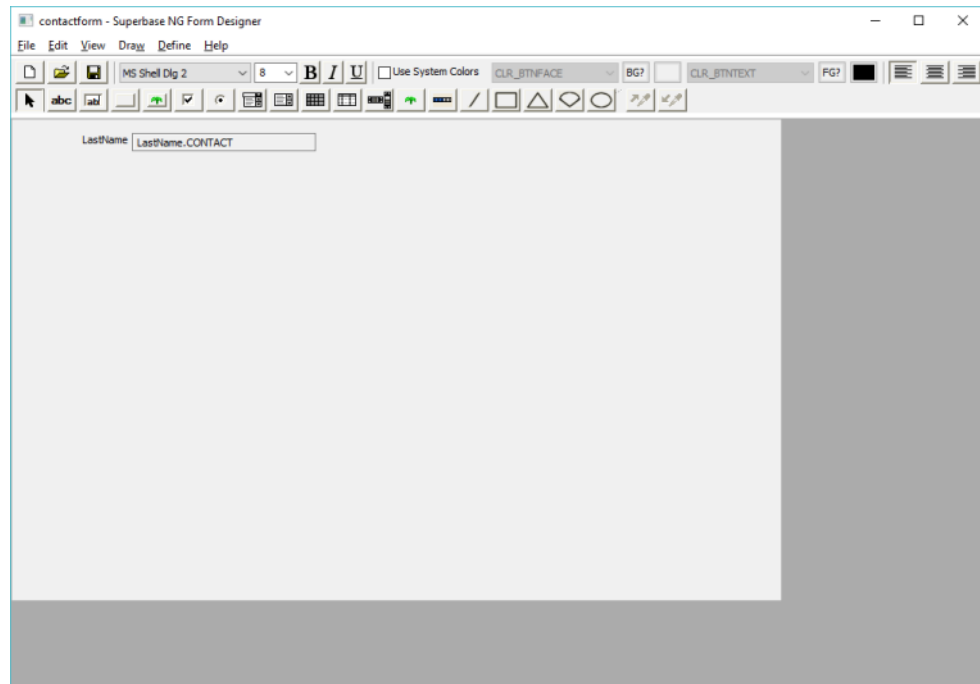 contactform - Superbase NG Form Designer
File Edit View Draw Define Help
MS Shell Dlg 2 8 B I U Use System Colors CLR_BTNFACE BG? CLR_BTNTEXT FG?
abc ab
LastName LastName.CONTACT